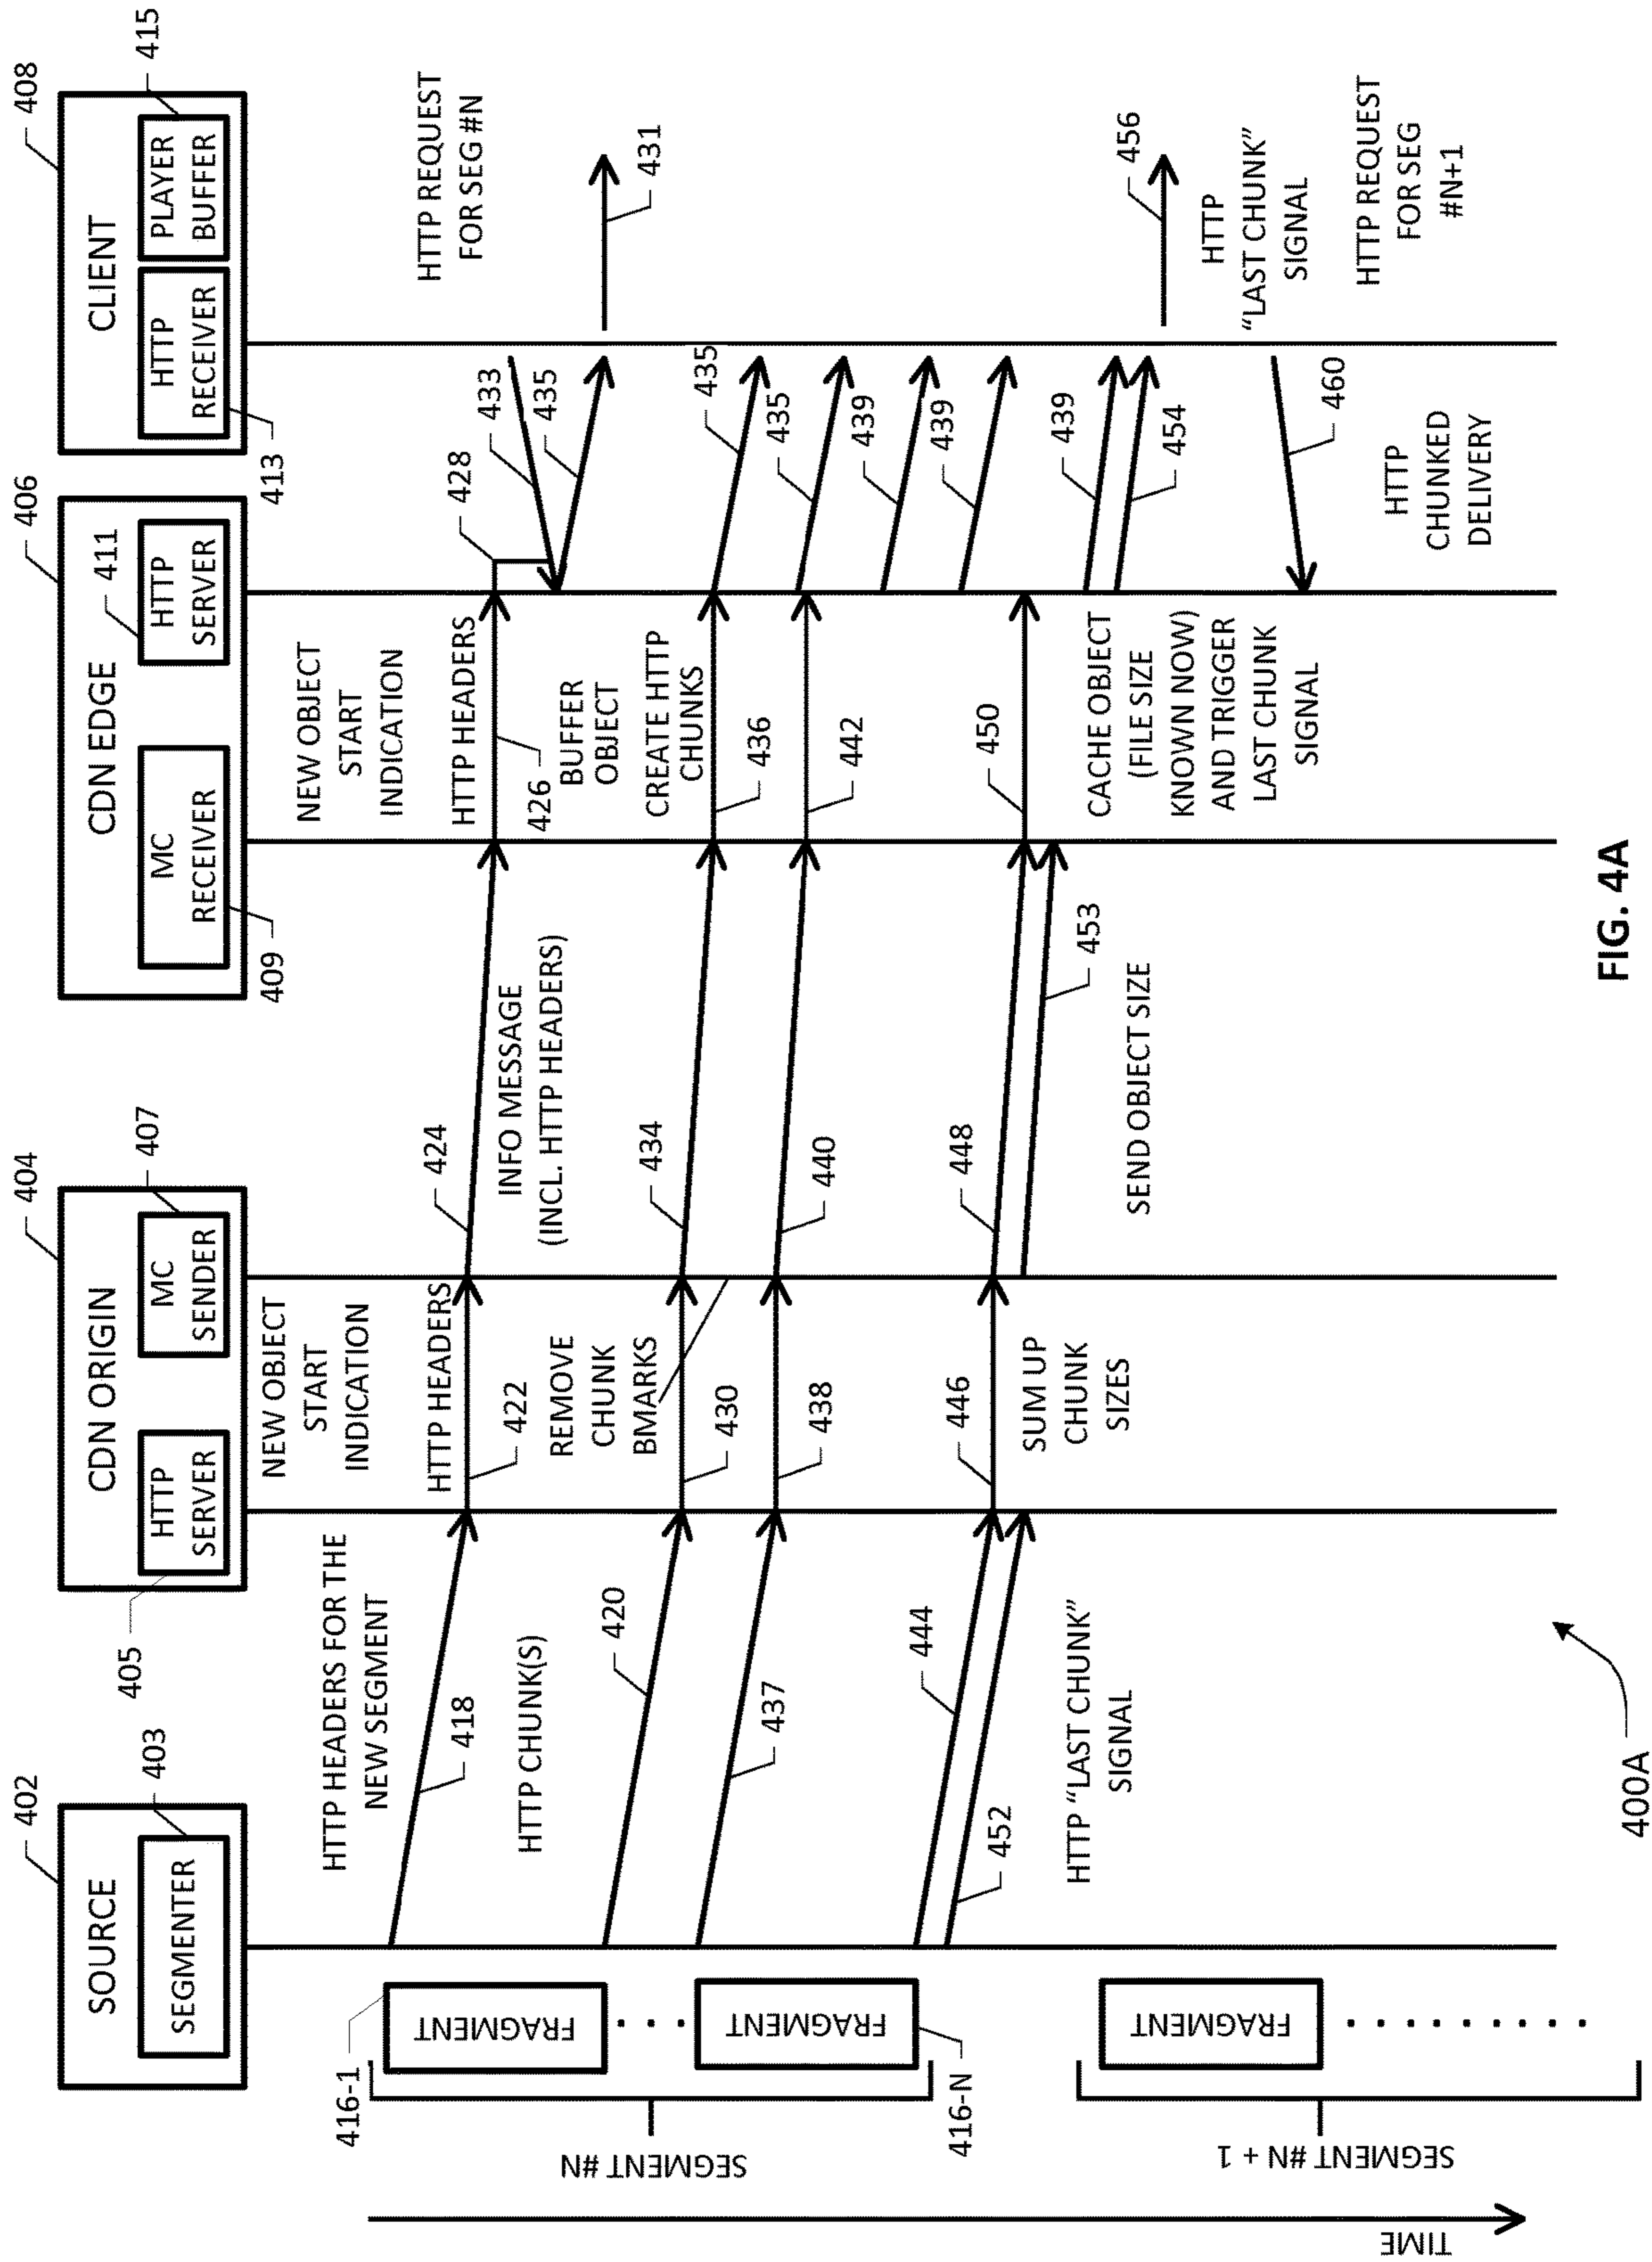 402
SOURCE
SEGMENTER
403
404
CDN ORIGIN
HTTP
SERVER
405
MC
SENDER
407
406
CDN EDGE
MC
RECEIVER
409
411
HTTP
SERVER
408
CLIENT
HTTP
RECEIVER
413
PLAYER
BUFFER
415
TIME
SEGMENT #N
416-1
FRAGMENT
FRAGMENT
416-N
SEGMENT #N + 1
FRAGMENT
HTTP HEADERS FOR THE
NEW SEGMENT
418
HTTP CHUNK(S)
420
437
444
452
HTTP “LAST CHUNK”
SIGNAL
NEW OBJECT
START
INDICATION
HTTP HEADERS
422
REMOVE
CHUNK
BMARKS
430
438
446
SUM UP
CHUNK
SIZES
424
INFO MESSAGE
(INCL. HTTP HEADERS)
434
440
448
453
SEND OBJECT SIZE
NEW OBJECT
START
INDICATION
HTTP HEADERS
426
BUFFER
OBJECT
CREATE HTTP
CHUNKS
436
442
450
CACHE OBJECT
(FILE SIZE
KNOWN NOW)
AND TRIGGER
LAST CHUNK
SIGNAL
428
433
435
435
435
439
439
439
454
460
HTTP
CHUNKED
DELIVERY
HTTP REQUEST
FOR SEG #N
431
456
HTTP
“LAST CHUNK”
SIGNAL
HTTP REQUEST
FOR SEG
#N+1
400A
FIG. 4A